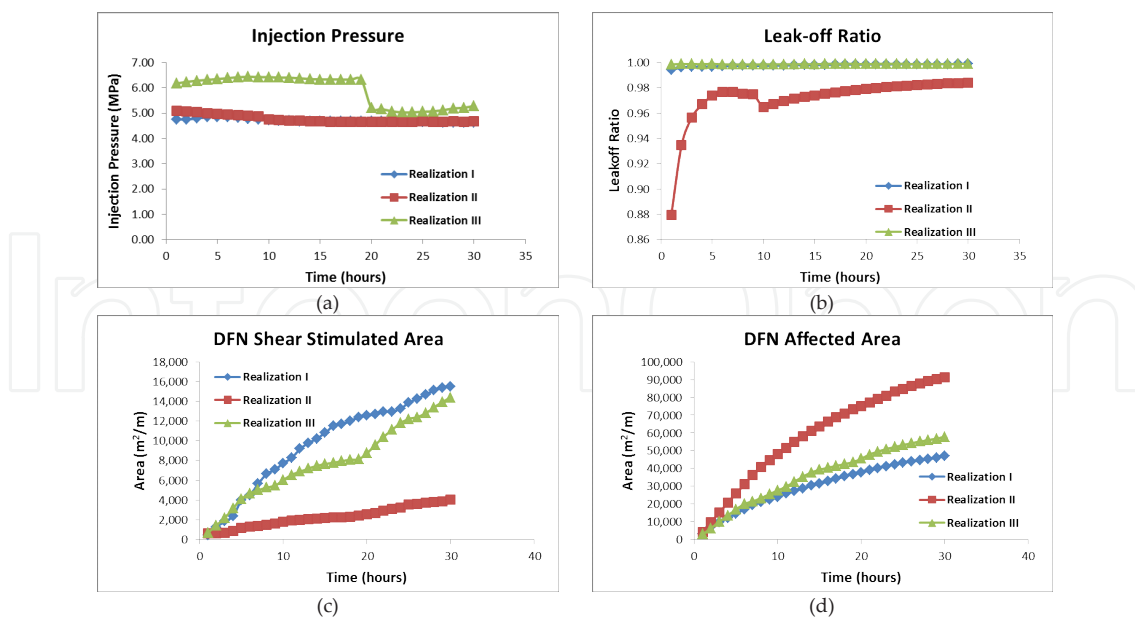 Injection Pressure
7.00
6.00
5.00
4.00
3.00
2.00
1.00
0.00
Injection Pressure (MPa)
Realization I
Realization II
Realization III
0 5 10 15 20 25 30 35
Time (hours)
(a)
Leak-off Ratio
1.00
0.98
0.96
0.94
0.92
0.90
0.88
0.86
Leakoff Ratio
Realization I
Realization II
Realization III
0 5 10 15 20 25 30 35
Time (hours)
(b)
DFN Shear Stimulated Area
18,000
16,000
14,000
12,000
10,000
8,000
6,000
4,000
2,000
0
Area (m²/m)
Realization I
Realization II
Realization III
0 10 20 30 40
Time (hours)
(c)
DFN Affected Area
100,000
90,000
80,000
70,000
60,000
50,000
40,000
30,000
20,000
10,000
0
Area (m²/m)
Realization I
Realization II
Realization III
0 10 20 30 40
Time (hours)
(d)